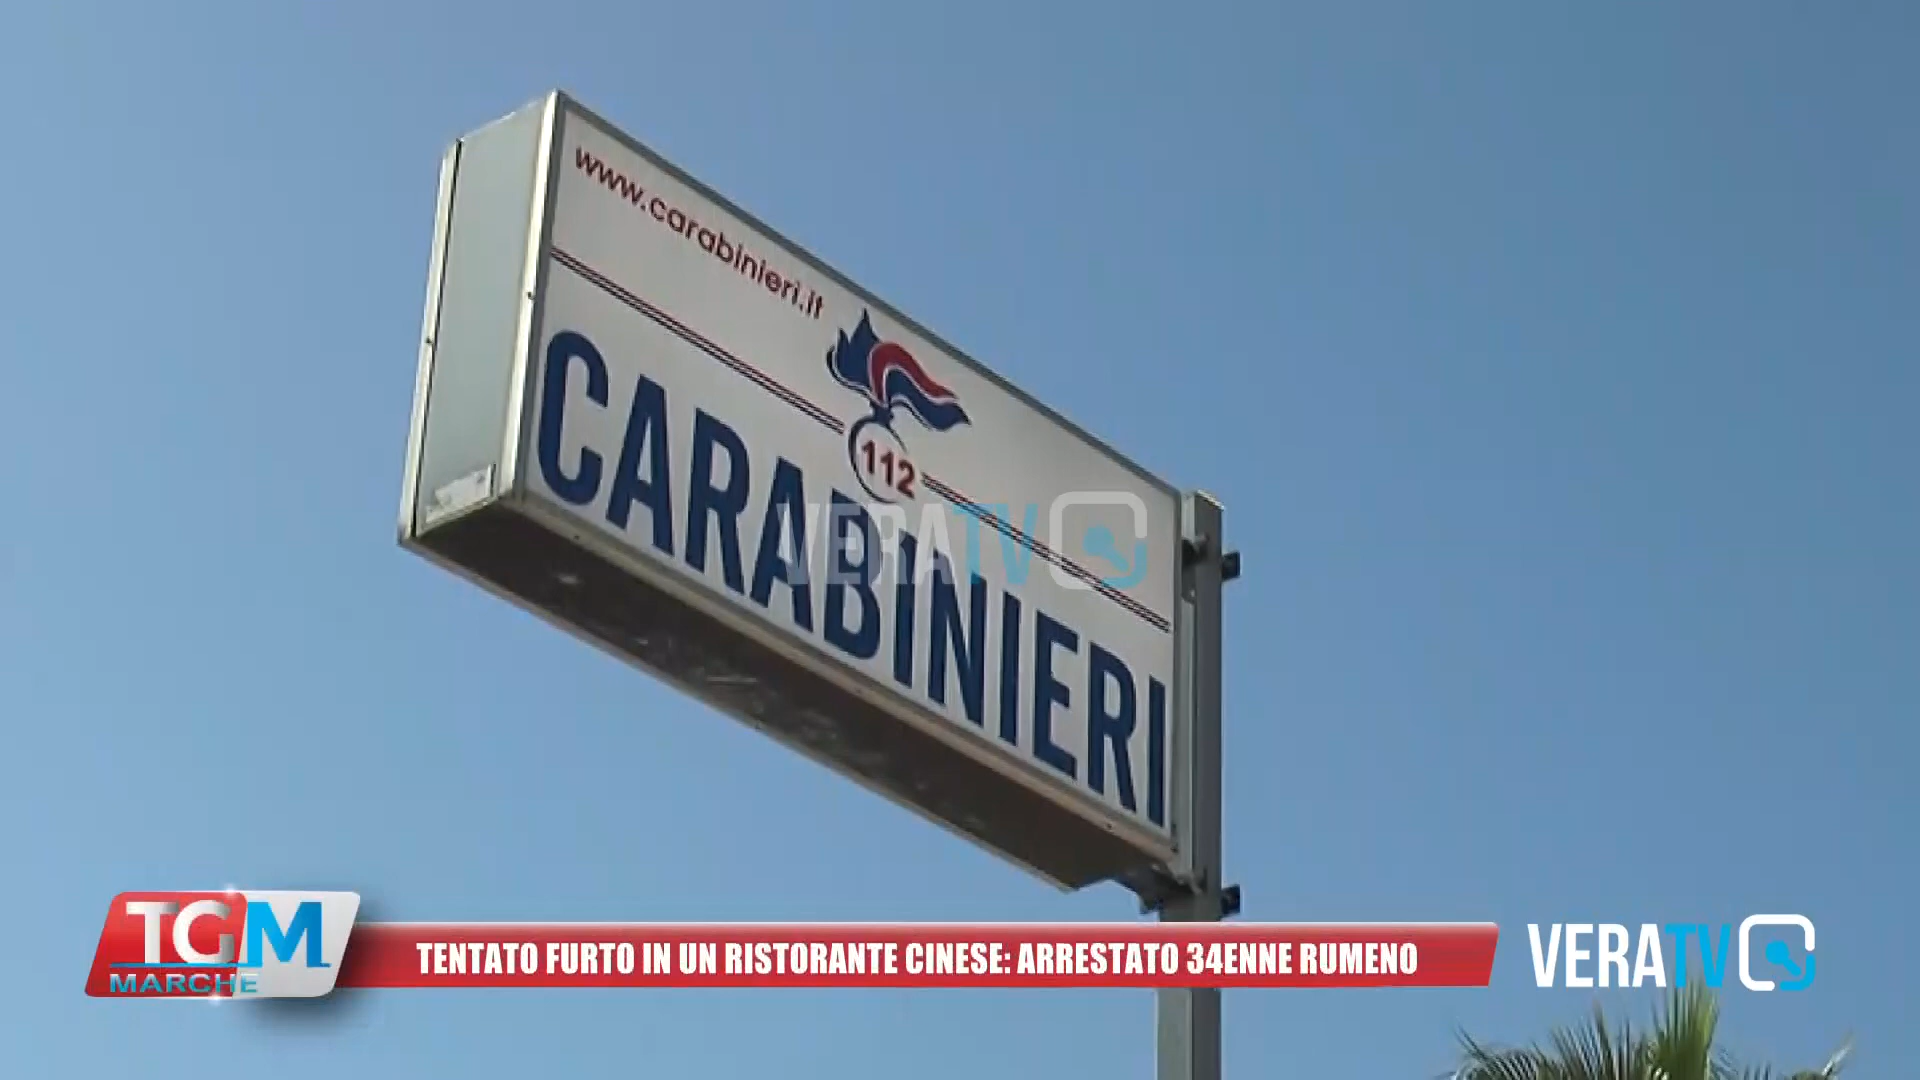 www.carabinieri.it
112
CARABINIERI
VERATV
TGM
MARCHE
TENTATO FURTO IN UN RISTORANTE CINESE: ARRESTATO 34ENNE RUMENO
VERATV